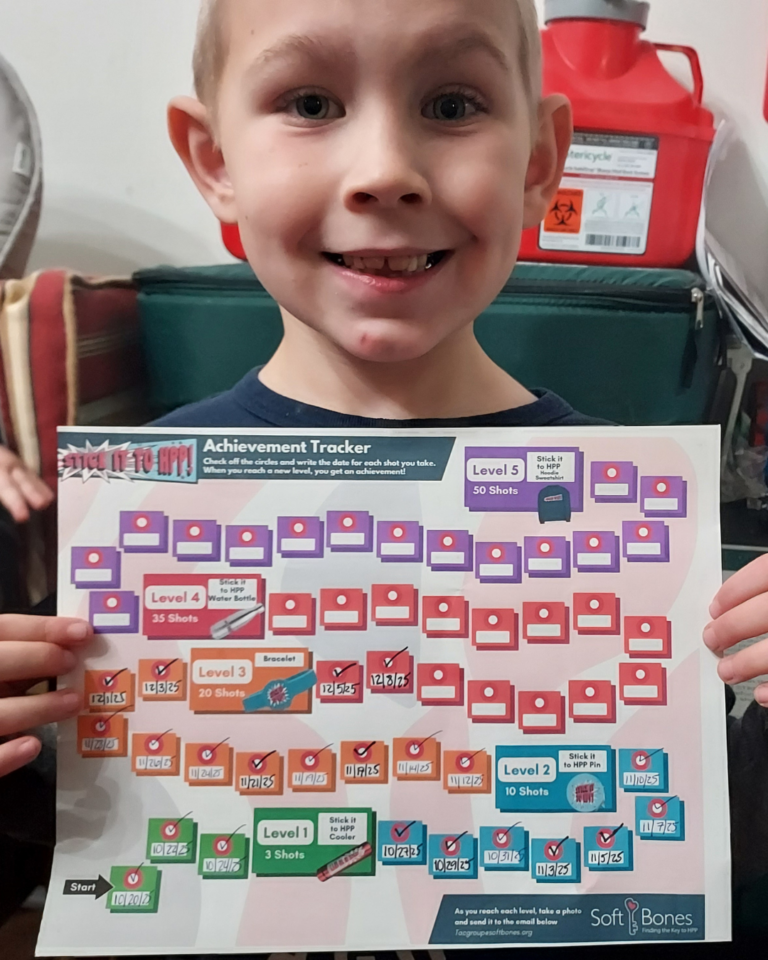 tericycle
STICK IT TO HPP!
Achievement Tracker
Check off the circles and write the date for each shot you take.
When you reach a new level, you get an achievement!
Level 5
50 Shots
Stick it
to HPP
Hoodie
Sweatshirt
Level 4
35 Shots
Stick it
to HPP
Water Bottle
12/1/25
12/3/25
Level 3
20 Shots
Bracelet
12/5/25
12/8/25
11/26/25
11/24/25
11/21/25
11/19/25
11/17/25
11/14/25
11/12/25
Level 2
10 Shots
Stick it
to HPP Pin
11/10/25
11/7/25
10/22/25
10/24/25
Level 1
3 Shots
Stick it
to HPP
Cooler
10/27/25
10/29/25
10/31/25
11/3/25
11/5/25
Start
10/20/2
As you reach each level, take a photo
and send it to the email below
Soft Bones
Finding the Key to HPP